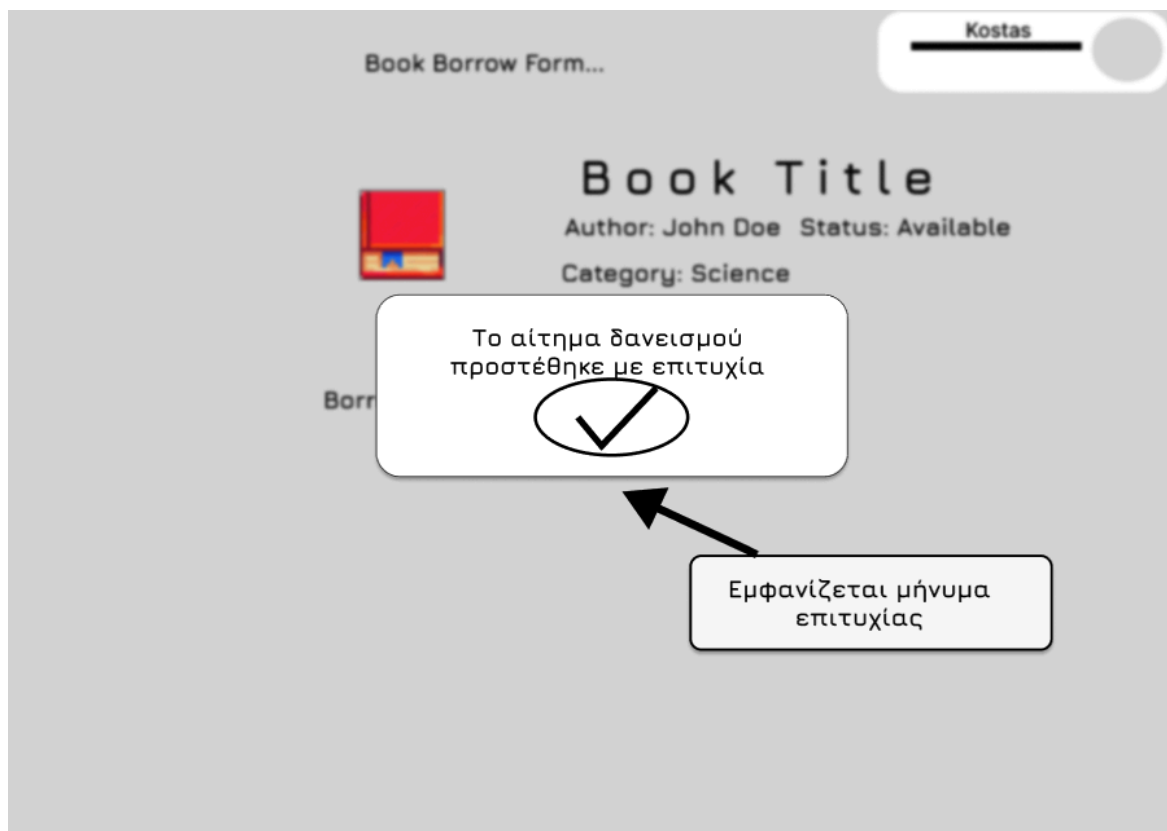 Kostas
Book Borrow Form...
Book Title
Author: John Doe Status: Available
Category: Science
Το αίτημα δανεισμού
προστέθηκε με επιτυχία
Borr
Εμφανίζεται μήνυμα
επιτυχίας